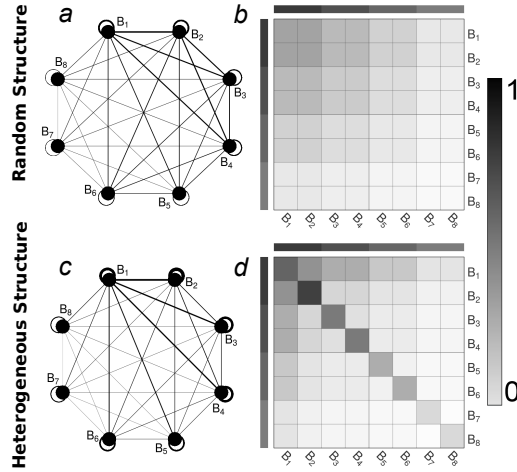 Random Structure
a
B1
B2
B3
B4
B5
B6
B7
B8
b
B1
B2
B3
B4
B5
B6
B7
B8
B1 B2 B3 B4 B5 B6 B7 B8
1
0
Heterogeneous Structure
c
B1
B2
B3
B4
B5
B6
B7
B8
d
B1
B2
B3
B4
B5
B6
B7
B8
B1 B2 B3 B4 B5 B6 B7 B8